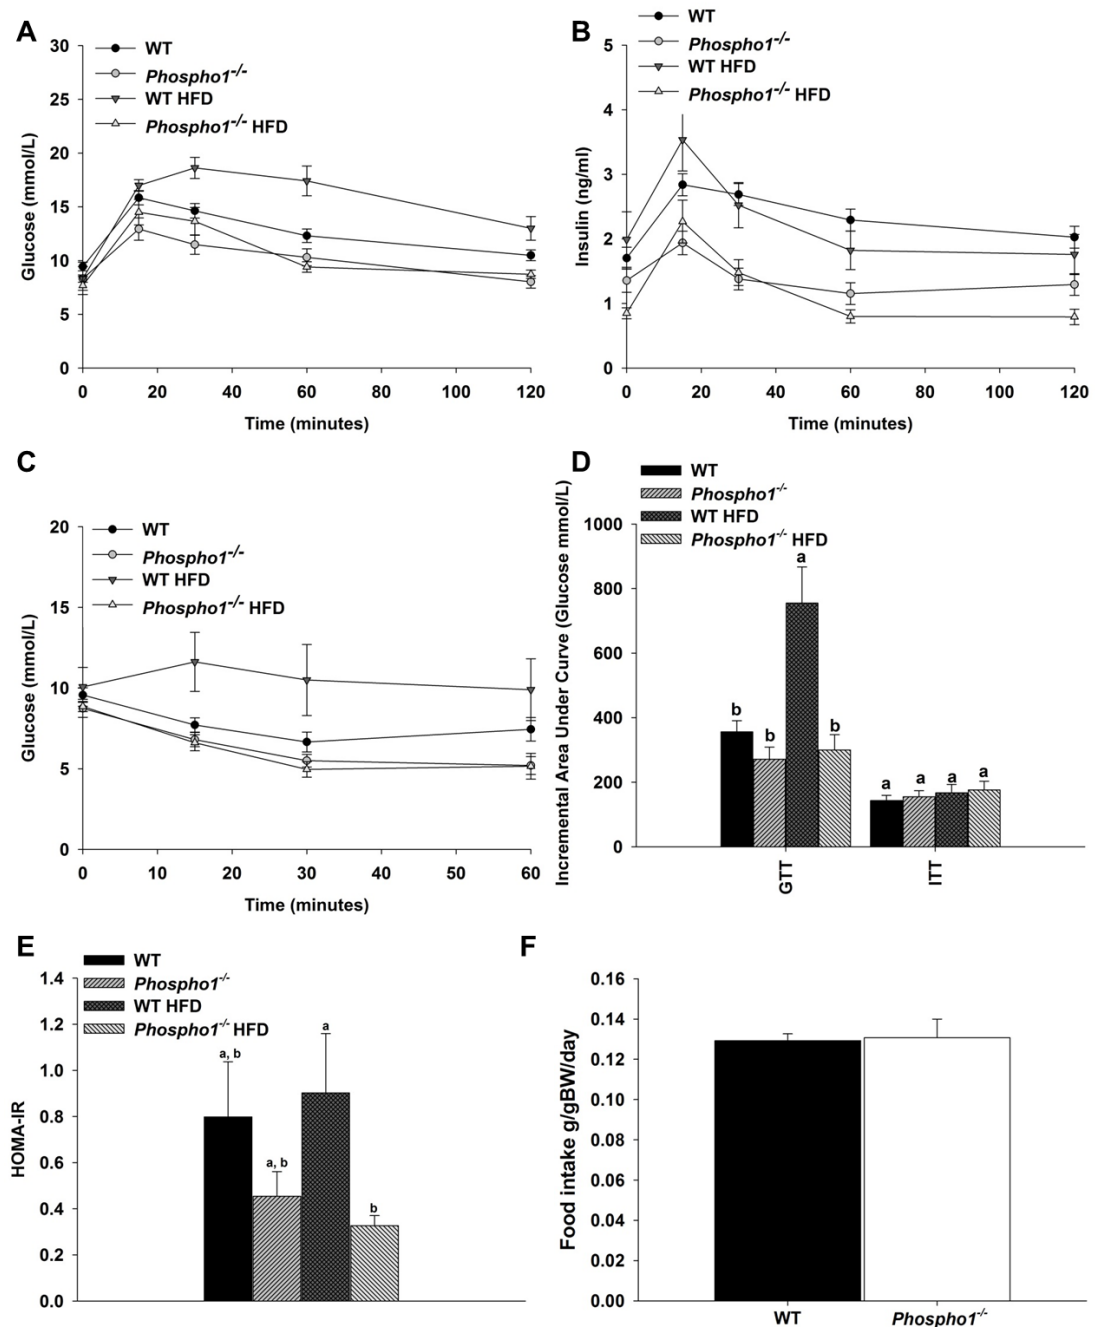 A
WT
Phospho1-/-
WT HFD
Phospho1-/- HFD
Glucose (mmol/L)
30
25
20
15
10
5
0
0 20 40 60 80 100 120
Time (minutes)
B
WT
Phospho1-/-
WT HFD
Phospho1-/- HFD
Insulin (ng/ml)
5
4
3
2
1
0
0 20 40 60 80 100 120
Time (minutes)
C
WT
Phospho1-/-
WT HFD
Phospho1-/- HFD
Glucose (mmol/L)
20
15
10
5
0
0 10 20 30 40 50 60
Time (minutes)
D
WT
Phospho1-/-
WT HFD
Phospho1-/- HFD
Incremental Area Under Curve (Glucose mmol/L)
1000
800
600
400
200
0
b b a b
a a a a
GTT ITT
E
WT
Phospho1-/-
WT HFD
Phospho1-/- HFD
HOMA-IR
1.4
1.2
1.0
0.8
0.6
0.4
0.2
0.0
a, b
a, b
a
b
F
Food intake g/gBW/day
0.16
0.14
0.12
0.10
0.08
0.06
0.04
0.02
0.00
WT Phospho1-/-